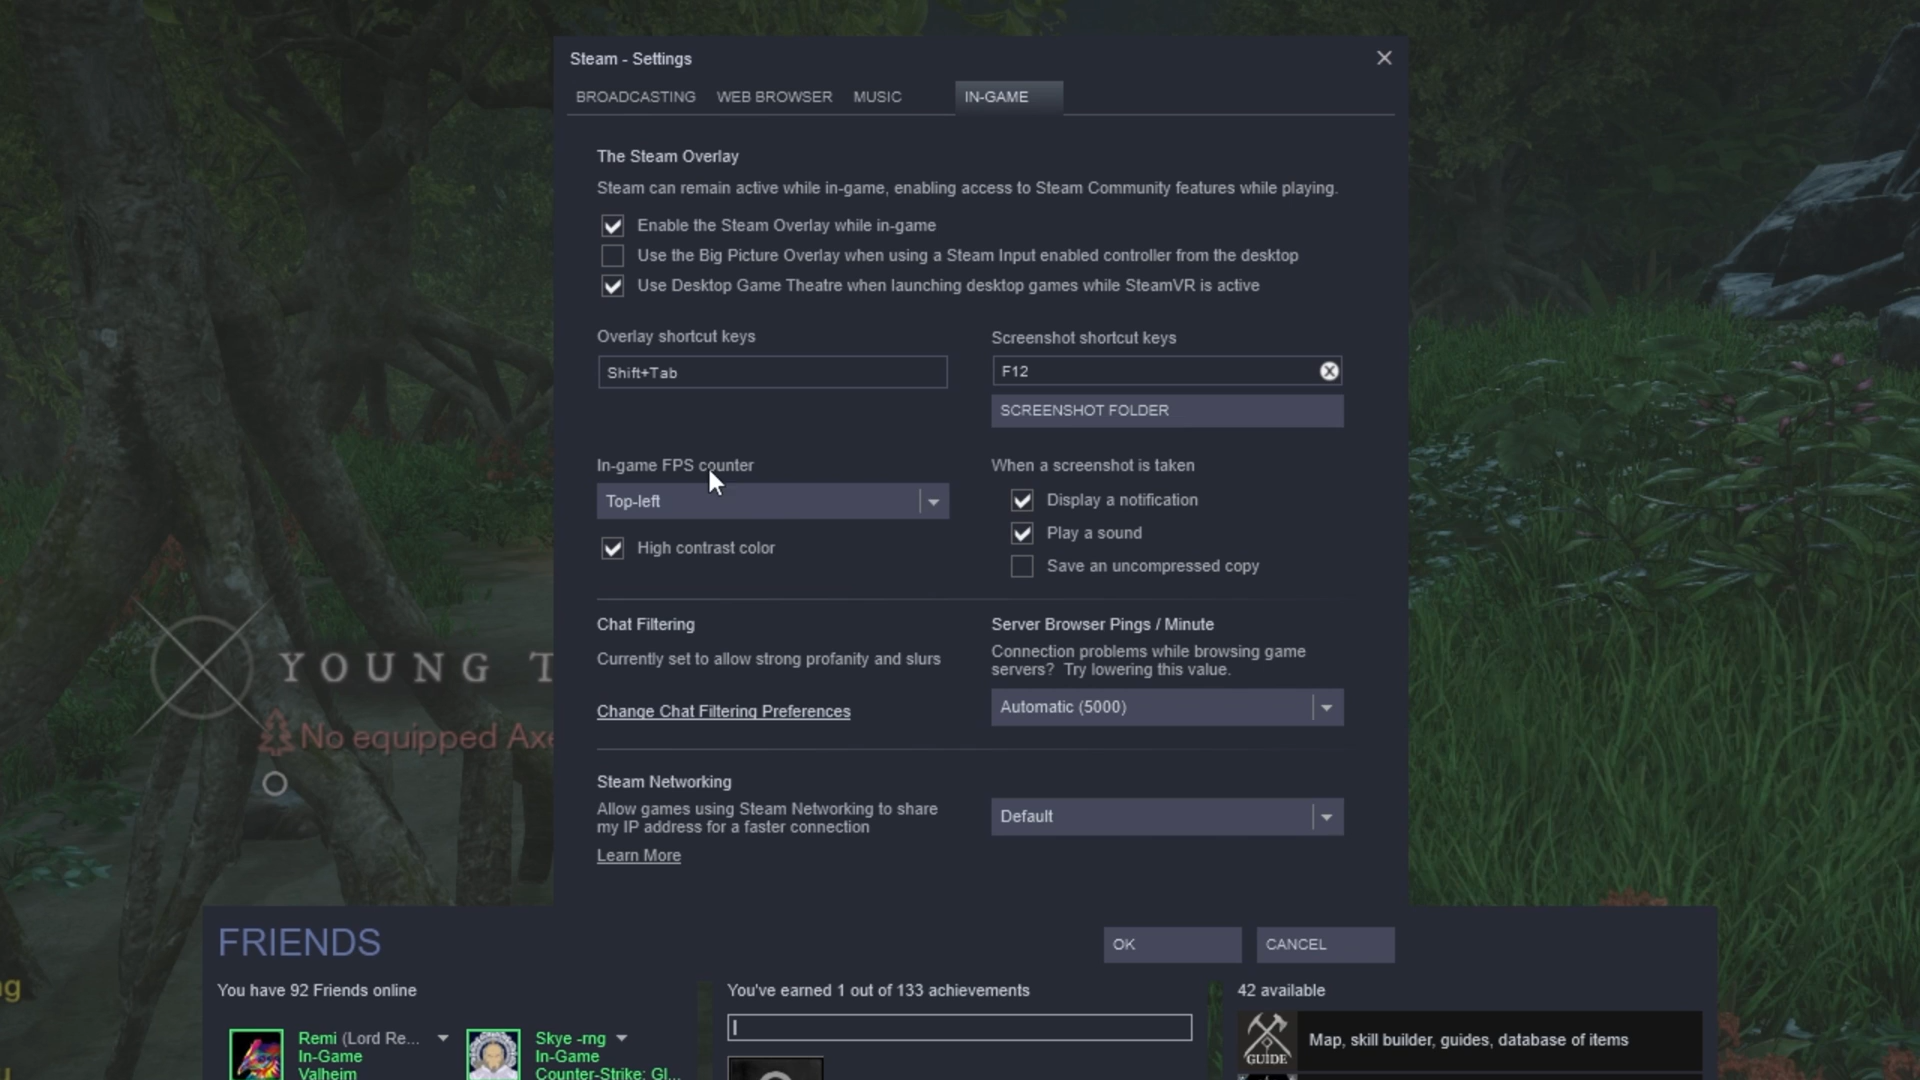 Steam - Settings
BROADCASTING WEB BROWSER MUSIC IN-GAME
The Steam Overlay
Steam can remain active while in-game, enabling access to Steam Community features while playing.
Enable the Steam Overlay while in-game
Use the Big Picture Overlay when using a Steam Input enabled controller from the desktop
Use Desktop Game Theatre when launching desktop games while SteamVR is active
Overlay shortcut keys
Shift+Tab
Screenshot shortcut keys
F12
SCREENSHOT FOLDER
In-game FPS counter
Top-left
High contrast color
When a screenshot is taken
Display a notification
Play a sound
Save an uncompressed copy
Chat Filtering
Currently set to allow strong profanity and slurs
Change Chat Filtering Preferences
Server Browser Pings / Minute
Connection problems while browsing game
servers? Try lowering this value.
Automatic (5000)
Steam Networking
Allow games using Steam Networking to share
my IP address for a faster connection
Learn More
Default
OK
CANCEL
YOUNG T
No equipped Axe
FRIENDS
You have 92 Friends online
Remi (Lord Re...
In-Game
Valheim
Skye -rng
In-Game
Counter-Strike: Gl...
You've earned 1 out of 133 achievements
42 available
GUIDE
Map, skill builder, guides, database of items